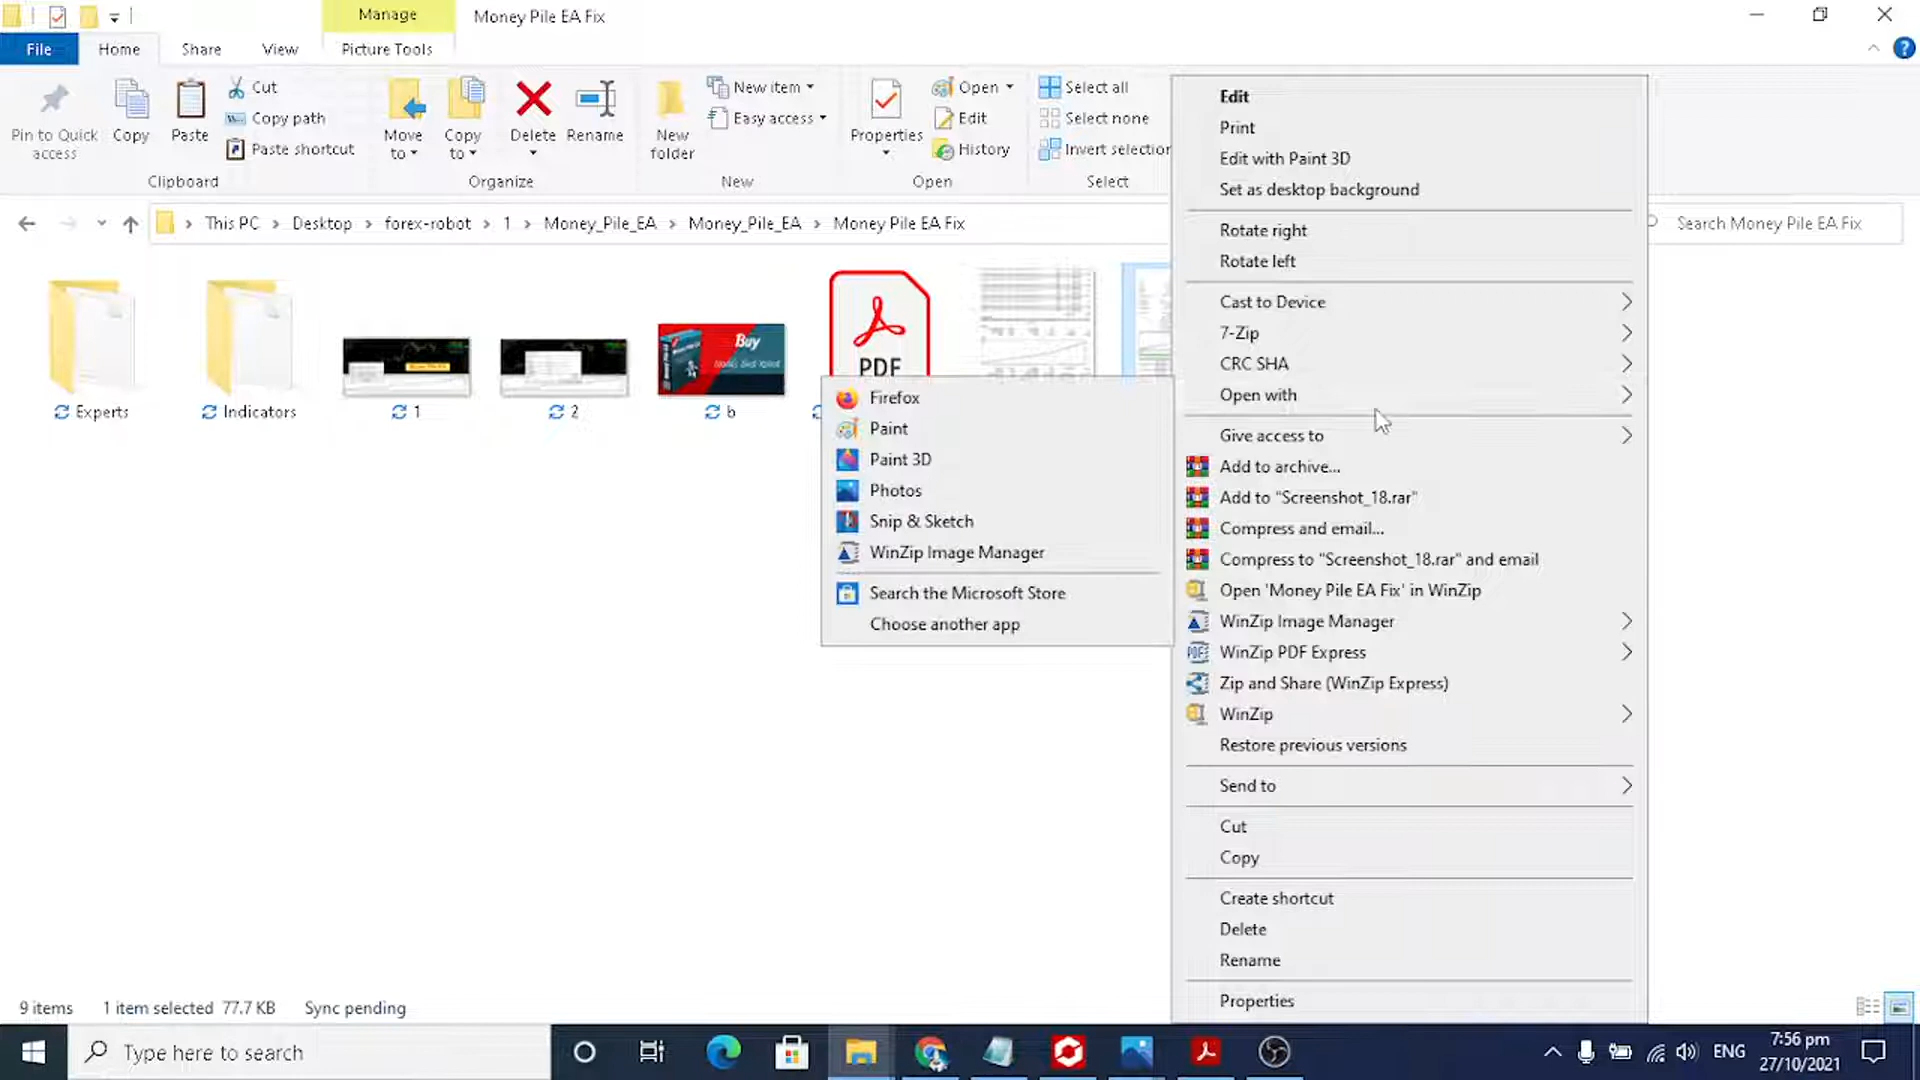 Manage
Money Pile EA Fix
File
Home
Share
View
Picture Tools
Pin to Quick access
Copy
Paste
Cut
Copy path
Paste shortcut
Clipboard
Move to
Copy to
Delete
Rename
Organize
New folder
New item
Easy access
New
Properties
Open
Edit
History
Open
Select all
Select none
Invert selection
Select
This PC
Desktop
forex-robot
1
Money_Pile_EA
Money_Pile_EA
Money Pile EA Fix
Search Money Pile EA Fix
Experts
Indicators
1
2
Buy
b
PDF
Firefox
Paint
Paint 3D
Photos
Snip & Sketch
WinZip Image Manager
Search the Microsoft Store
Choose another app
Edit
Print
Edit with Paint 3D
Set as desktop background
Rotate right
Rotate left
Cast to Device
7-Zip
CRC SHA
Open with
Give access to
Add to archive...
Add to "Screenshot_18.rar"
Compress and email...
Compress to "Screenshot_18.rar" and email
Open 'Money Pile EA Fix' in WinZip
WinZip Image Manager
WinZip PDF Express
Zip and Share (WinZip Express)
WinZip
Restore previous versions
Send to
Cut
Copy
Create shortcut
Delete
Rename
Properties
9 items
1 item selected 77.7 KB
Sync pending
Type here to search
ENG
7:56 pm
27/10/2021